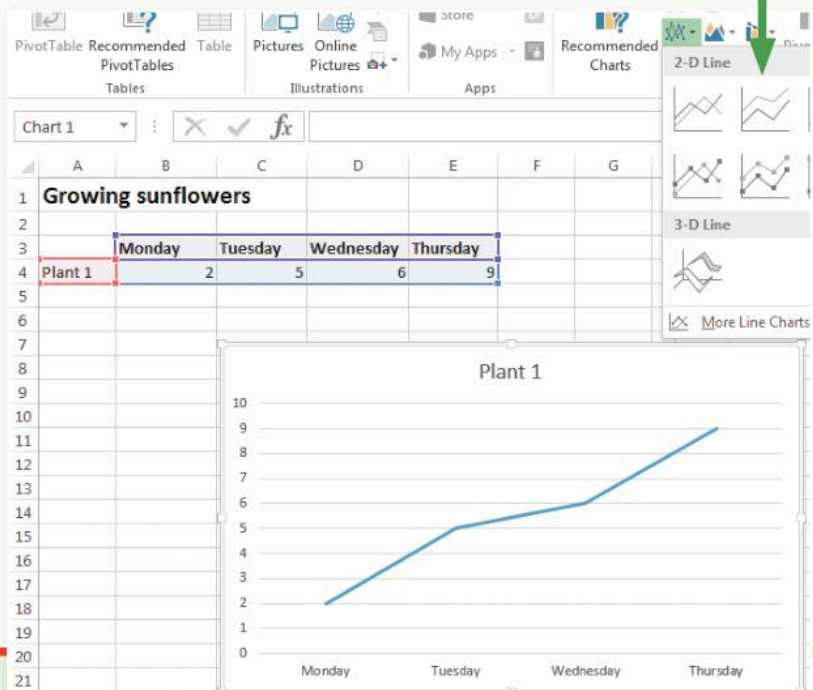 Store
PivotTable Recommended Table Pictures Online My Apps Recommended
PivotTables Pictures Charts
Tables Illustrations Apps
2-D Line
3-D Line
More Line Charts
Chart 1 fx
A B C D E F G
1 Growing sunflowers
2
3 Monday Tuesday Wednesday Thursday
4 Plant 1 2 5 6 9
5
6
7
8
9
10
11
12
13
14
15
16
17
18
19
20
21
Plant 1
10
9
8
7
6
5
4
3
2
1
0
Monday Tuesday Wednesday Thursday